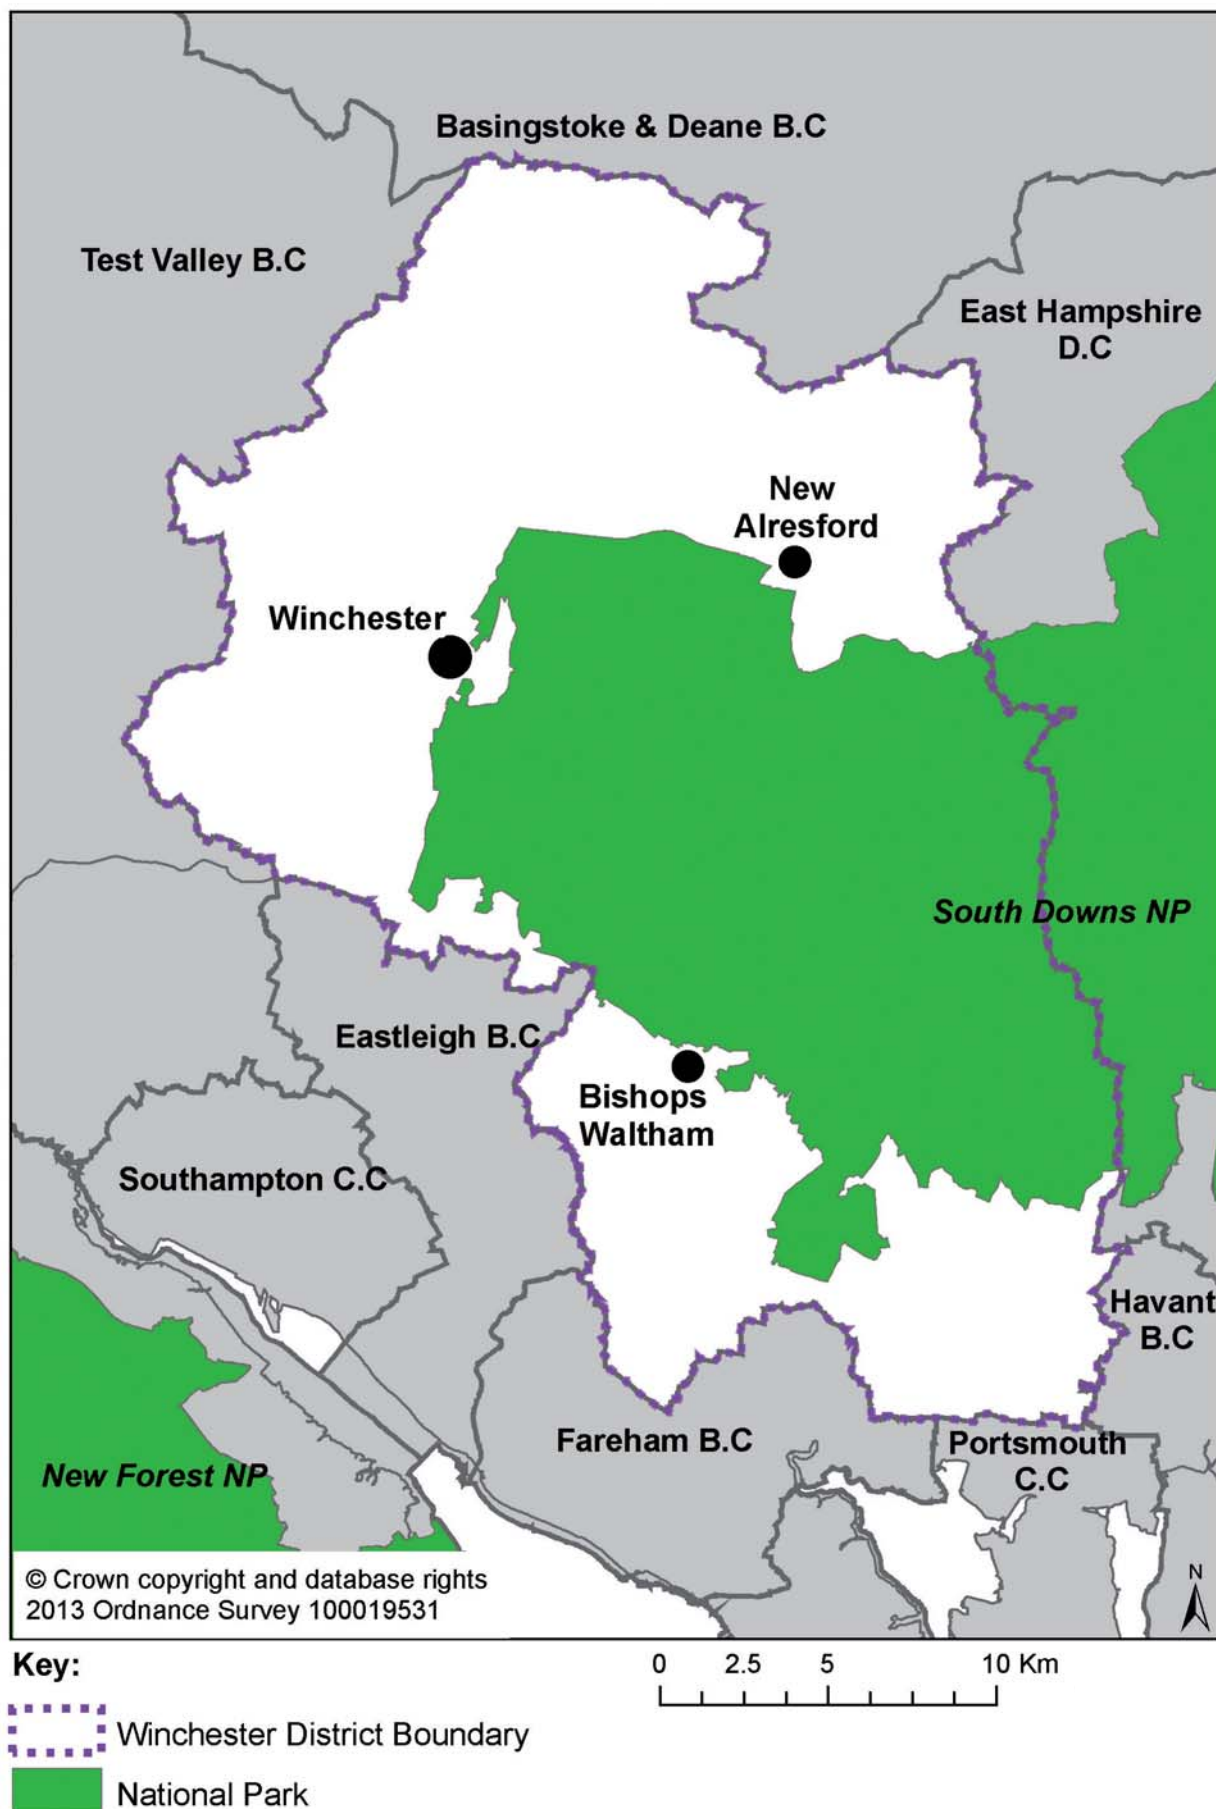 Basingstoke & Deane B.C
Test Valley B.C
East Hampshire
D.C
New
Alresford
Winchester
South Downs NP
Eastleigh B.C
Bishops
Waltham
Southampton C.C
Havant
B.C
Fareham B.C
Portsmouth
C.C
New Forest NP
© Crown copyright and database rights
2013 Ordnance Survey 100019531
N
Key:
0 2.5 5 10 Km
Winchester District Boundary
National Park